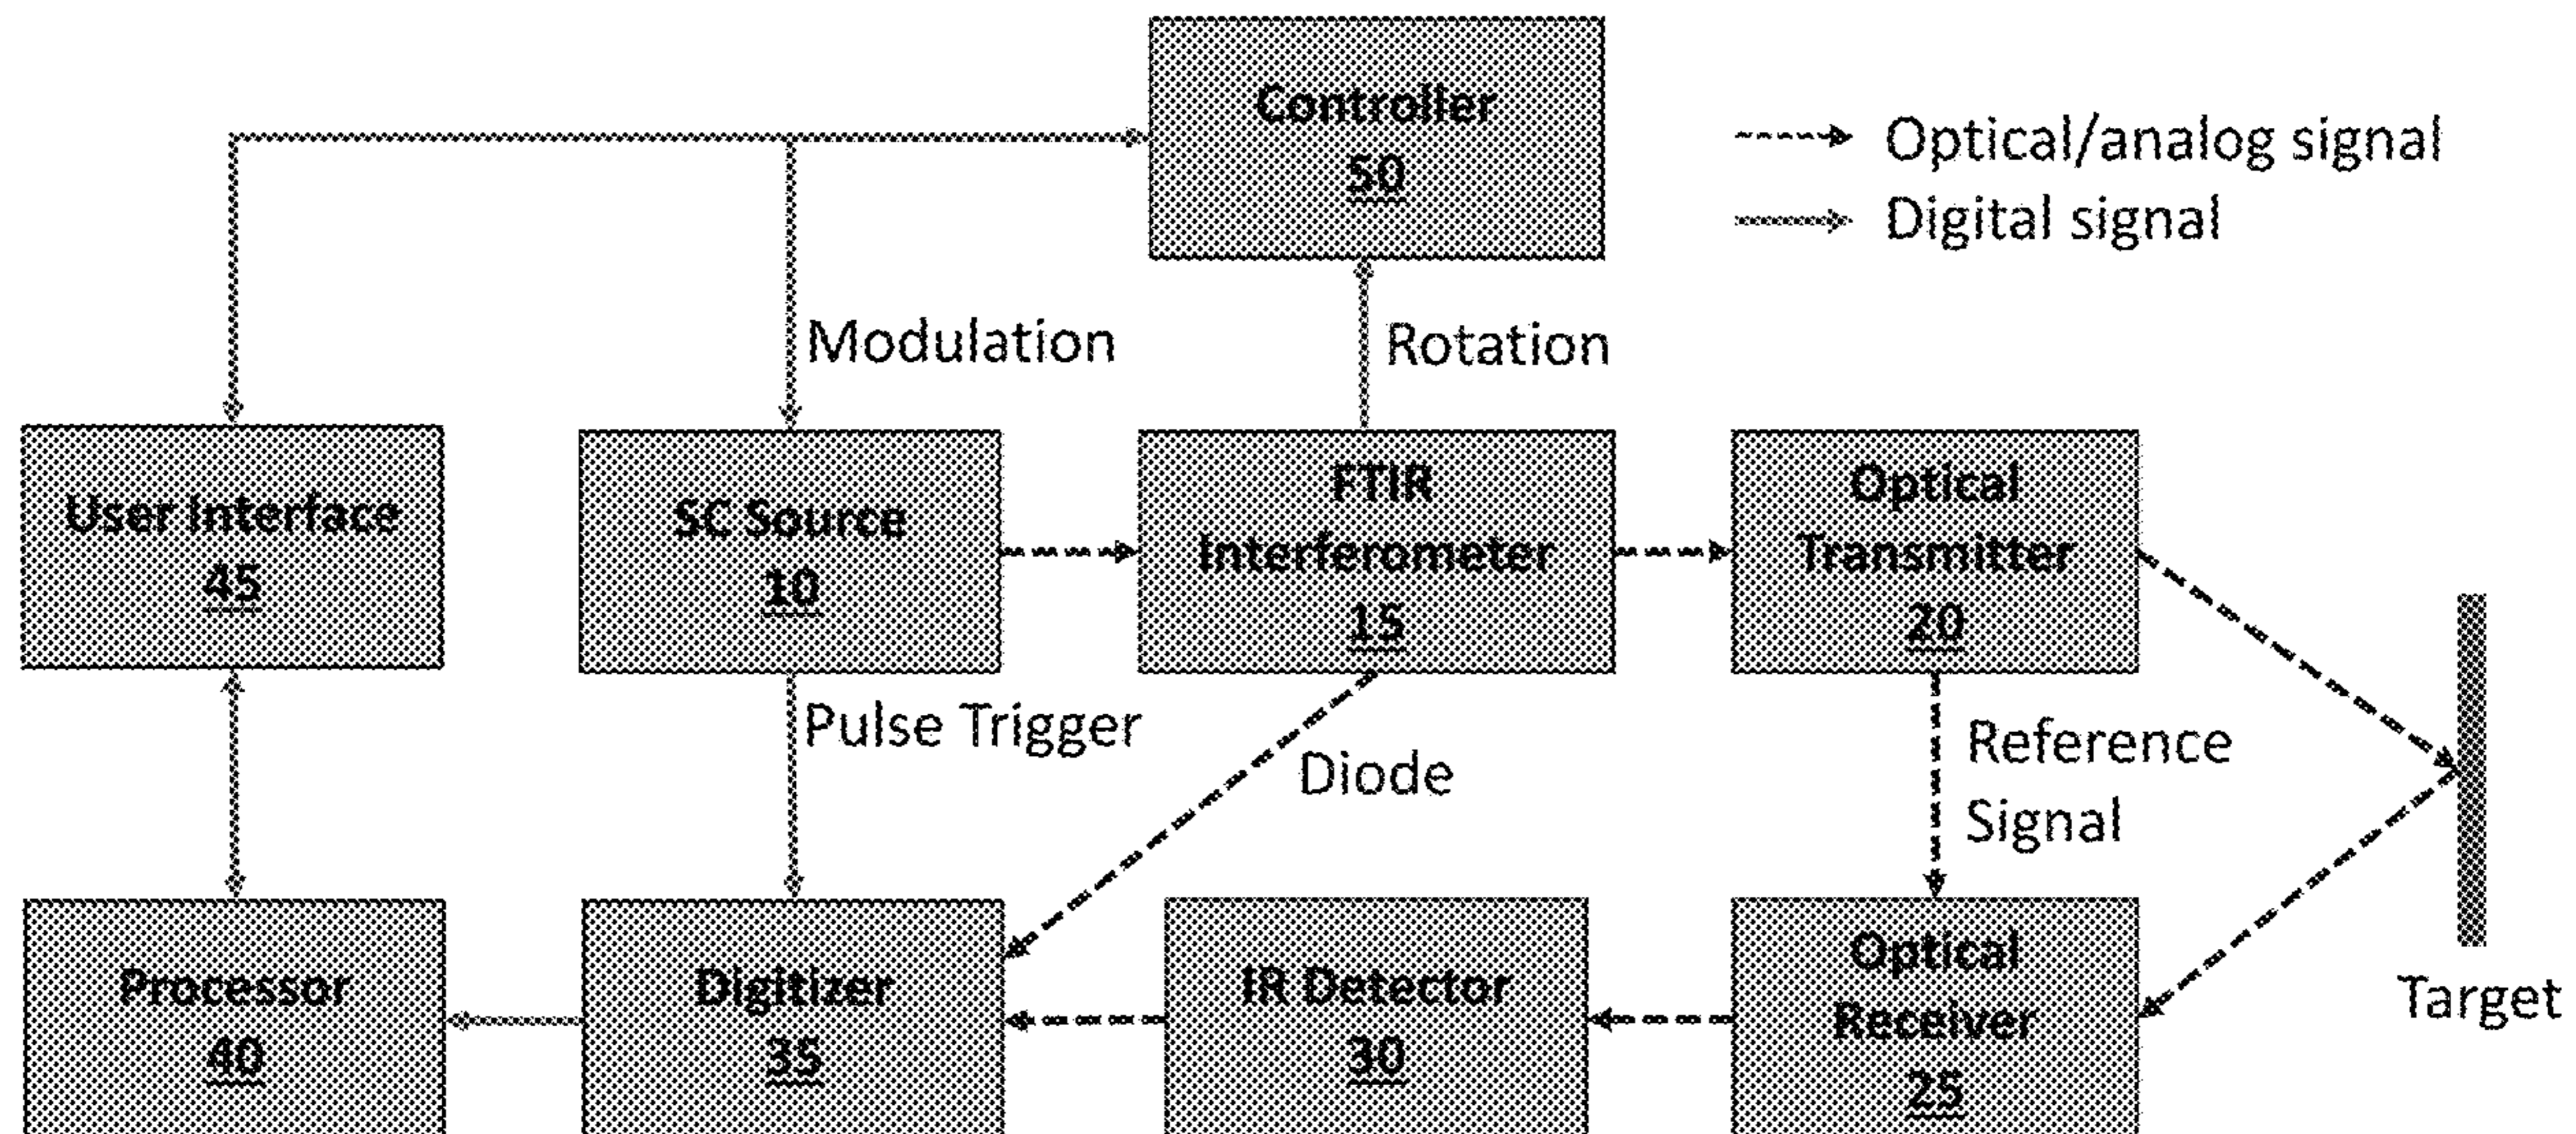 Controller
50
Optical/analog signal
Digital signal
Modulation
Rotation
User Interface
45
SC Source
10
FTIR
Interferometer
15
Optical
Transmitter
20
Pulse Trigger
Diode
Reference
Signal
Target
Processor
40
Digitizer
35
IR Detector
30
Optical
Receiver
25